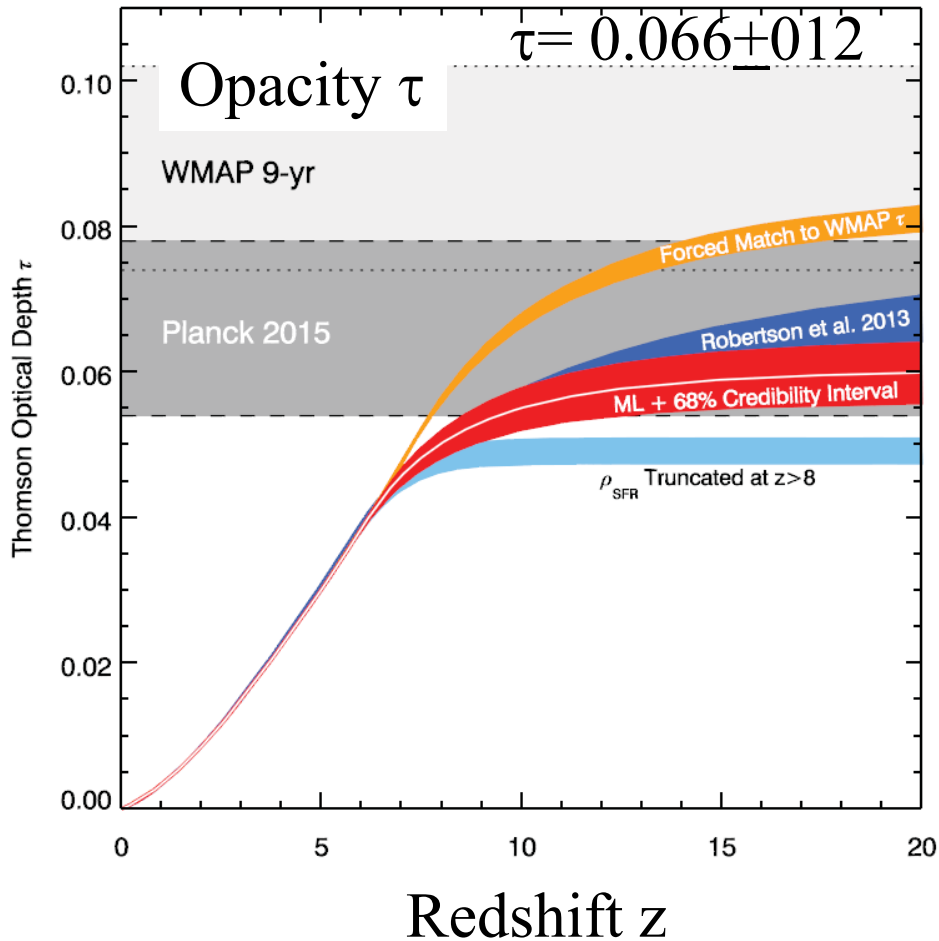 τ= 0.066±012
Opacity τ
0.10
WMAP 9-yr
0.08
Forced Match to WMAP τ
Planck 2015
Robertson et al. 2013
0.06
ML + 68% Credibility Interval
ρSFR Truncated at z>8
Thomson Optical Depth τ
0.04
0.02
0.00
0 5 10 15 20
Redshift z